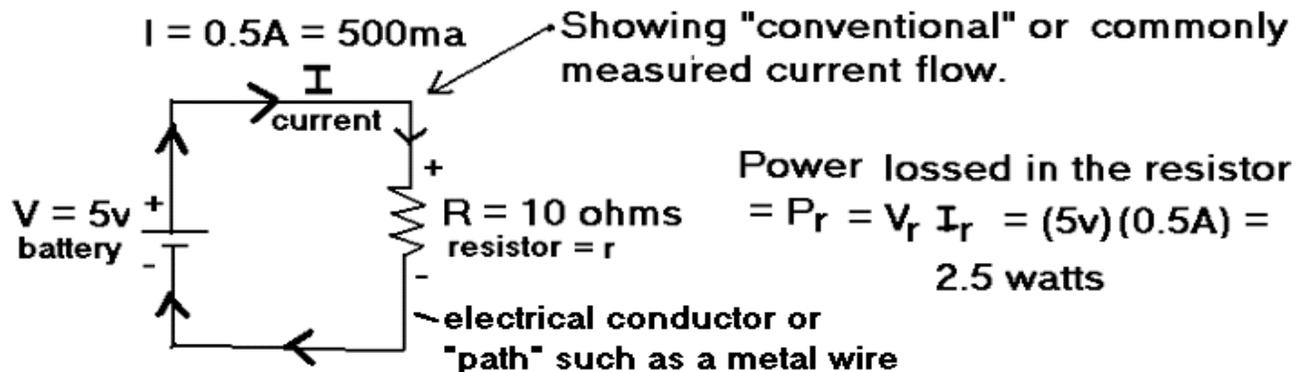 I = 0.5A = 500ma
Showing "conventional" or commonly
measured current flow.
I
current
+
Power lossed in the resistor
= Pr = Vr Ir = (5v)(0.5A) =
2.5 watts
V = 5v +
battery
-
R = 10 ohms
resistor = r
-
electrical conductor or
"path" such as a metal wire